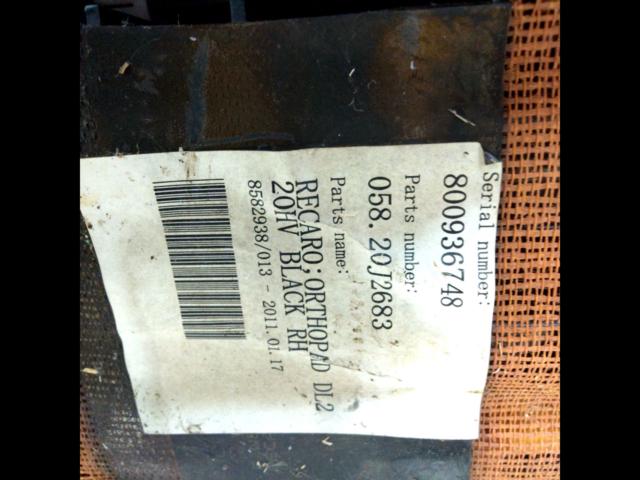 Serial number:
800936748
Parts number:
058.20J2683
Parts name:
RECARO;ORTHOPAD DL2
20HV BLACK RH
8582938/013 - 2011.01.17